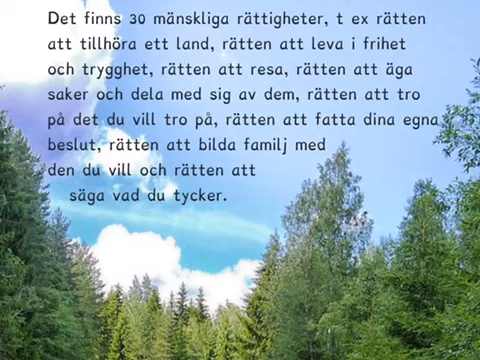 Det finns 30 mänskliga rättigheter, t ex rätten
att tillhöra ett land, rätten att leva i frihet
och trygghet, rätten att resa, rätten att äga
saker och dela med sig av dem, rätten att tro
på det du vill tro på, rätten att fatta dina egna
beslut, rätten att bilda familj med
den du vill och rätten att
säga vad du tycker.